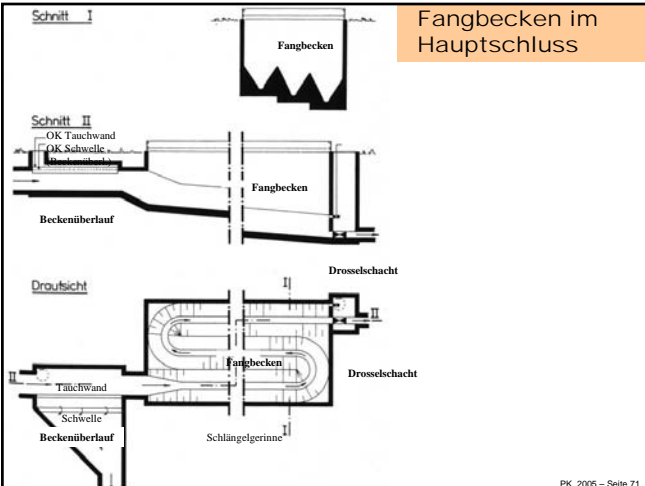 Fangbecken im
Hauptschluss
Schnitt I
Fangbecken
Schnitt II
OK Tauchwand
OK Schwelle
(Beckenüberl.)
Fangbecken
Beckenüberlauf
Drosselschacht
Draufsicht
I
II
Fangbecken
Drosselschacht
II
Tauchwand
Schwelle
Beckenüberlauf
Schlängelgerinne
I
PK, 2005 – Seite 71